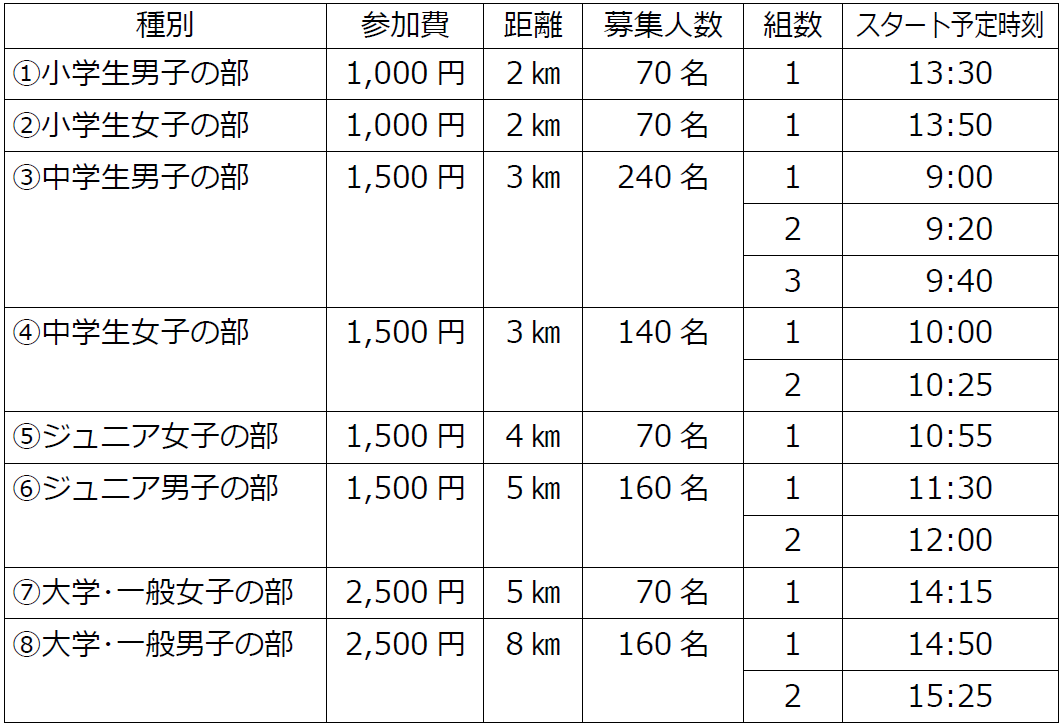 種別 参加費 距離 募集人数 組数 スタート予定時刻
①小学生男子の部 1,000 円 2 ㎞ 70 名 1 13:30
②小学生女子の部 1,000 円 2 ㎞ 70 名 1 13:50
③中学生男子の部 1,500 円 3 ㎞ 240 名 1 9:00
2 9:20
3 9:40
④中学生女子の部 1,500 円 3 ㎞ 140 名 1 10:00
2 10:25
⑤ジュニア女子の部 1,500 円 4 ㎞ 70 名 1 10:55
⑥ジュニア男子の部 1,500 円 5 ㎞ 160 名 1 11:30
2 12:00
⑦大学･一般女子の部 2,500 円 5 ㎞ 70 名 1 14:15
⑧大学･一般男子の部 2,500 円 8 ㎞ 160 名 1 14:50
2 15:25